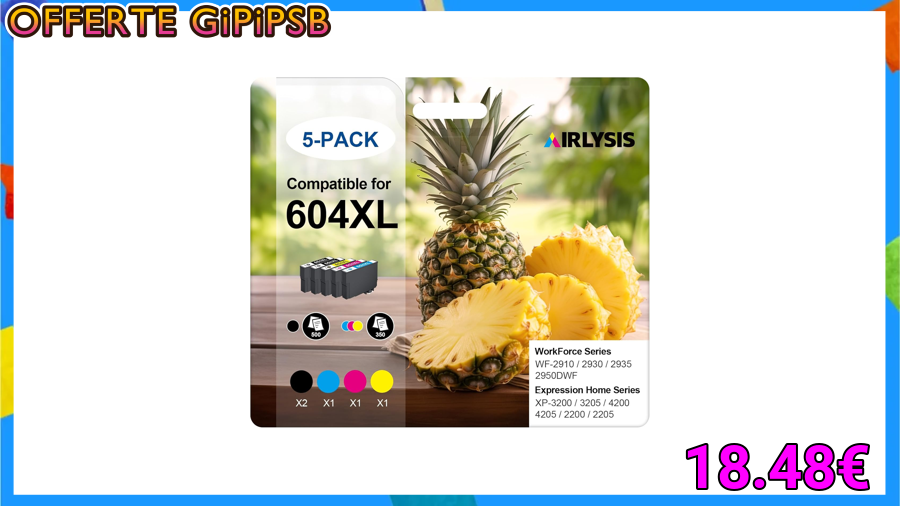 OFFERTE GiPiPSB
5-PACK
AIRLYSIS
Compatible for
604XL
500
350
X2 X1 X1 X1
WorkForce Series
WF-2910 / 2930 / 2935
2950DWF
Expression Home Series
XP-3200 / 3205 / 4200
4205 / 2200 / 2205
18.48€